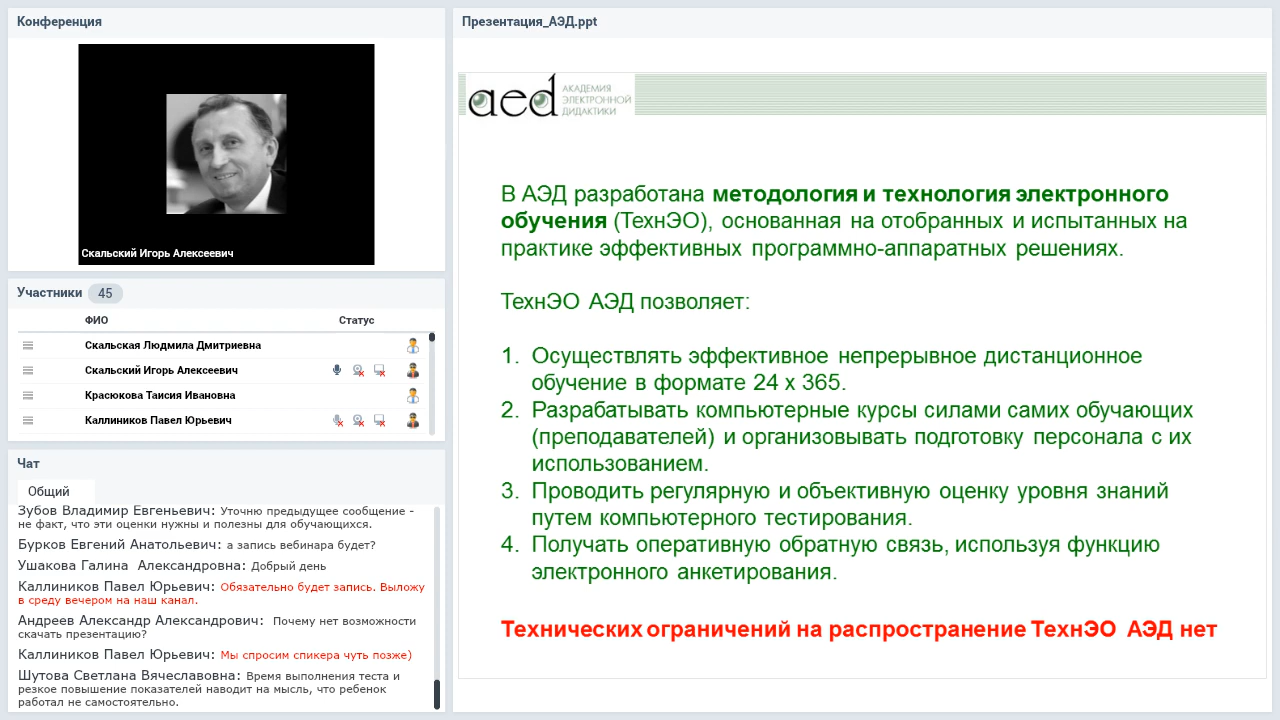 Конференция
Скальский Игорь Алексеевич
Участники 45
ФИО Статус
Скальская Людмила Дмитриевна
Скальский Игорь Алексеевич
Красюкова Таисия Ивановна
Каллиников Павел Юрьевич
Чат
Общий
Зубов Владимир Евгеньевич: Уточню предыдущее сообщение -
не факт, что эти оценки нужны и полезны для обучающихся.
Бурков Евгений Анатольевич: а запись вебинара будет?
Ушакова Галина Александровна: Добрый день
Каллиников Павел Юрьевич: Обязательно будет запись. Выложу
в среду вечером на наш канал.
Андреев Александр Александрович: Почему нет возможности
скачать презентацию?
Каллиников Павел Юрьевич: Мы спросим спикера чуть позже)
Шутова Светлана Вячеславовна: Время выполнения теста и
резкое повышение показателей наводит на мысль, что ребенок
работал не самостоятельно.
Презентация_АЭД.ppt
aed АКАДЕМИЯ
ЭЛЕКТРОННОЙ
ДИДАКТИКИ
В АЭД разработана методология и технология электронного
обучения (ТехнЭО), основанная на отобранных и испытанных на
практике эффективных программно-аппаратных решениях.
ТехнЭО АЭД позволяет:
1. Осуществлять эффективное непрерывное дистанционное
обучение в формате 24 х 365.
2. Разрабатывать компьютерные курсы силами самих обучающих
(преподавателей) и организовывать подготовку персонала с их
использованием.
3. Проводить регулярную и объективную оценку уровня знаний
путем компьютерного тестирования.
4. Получать оперативную обратную связь, используя функцию
электронного анкетирования.
Технических ограничений на распространение ТехнЭО АЭД нет